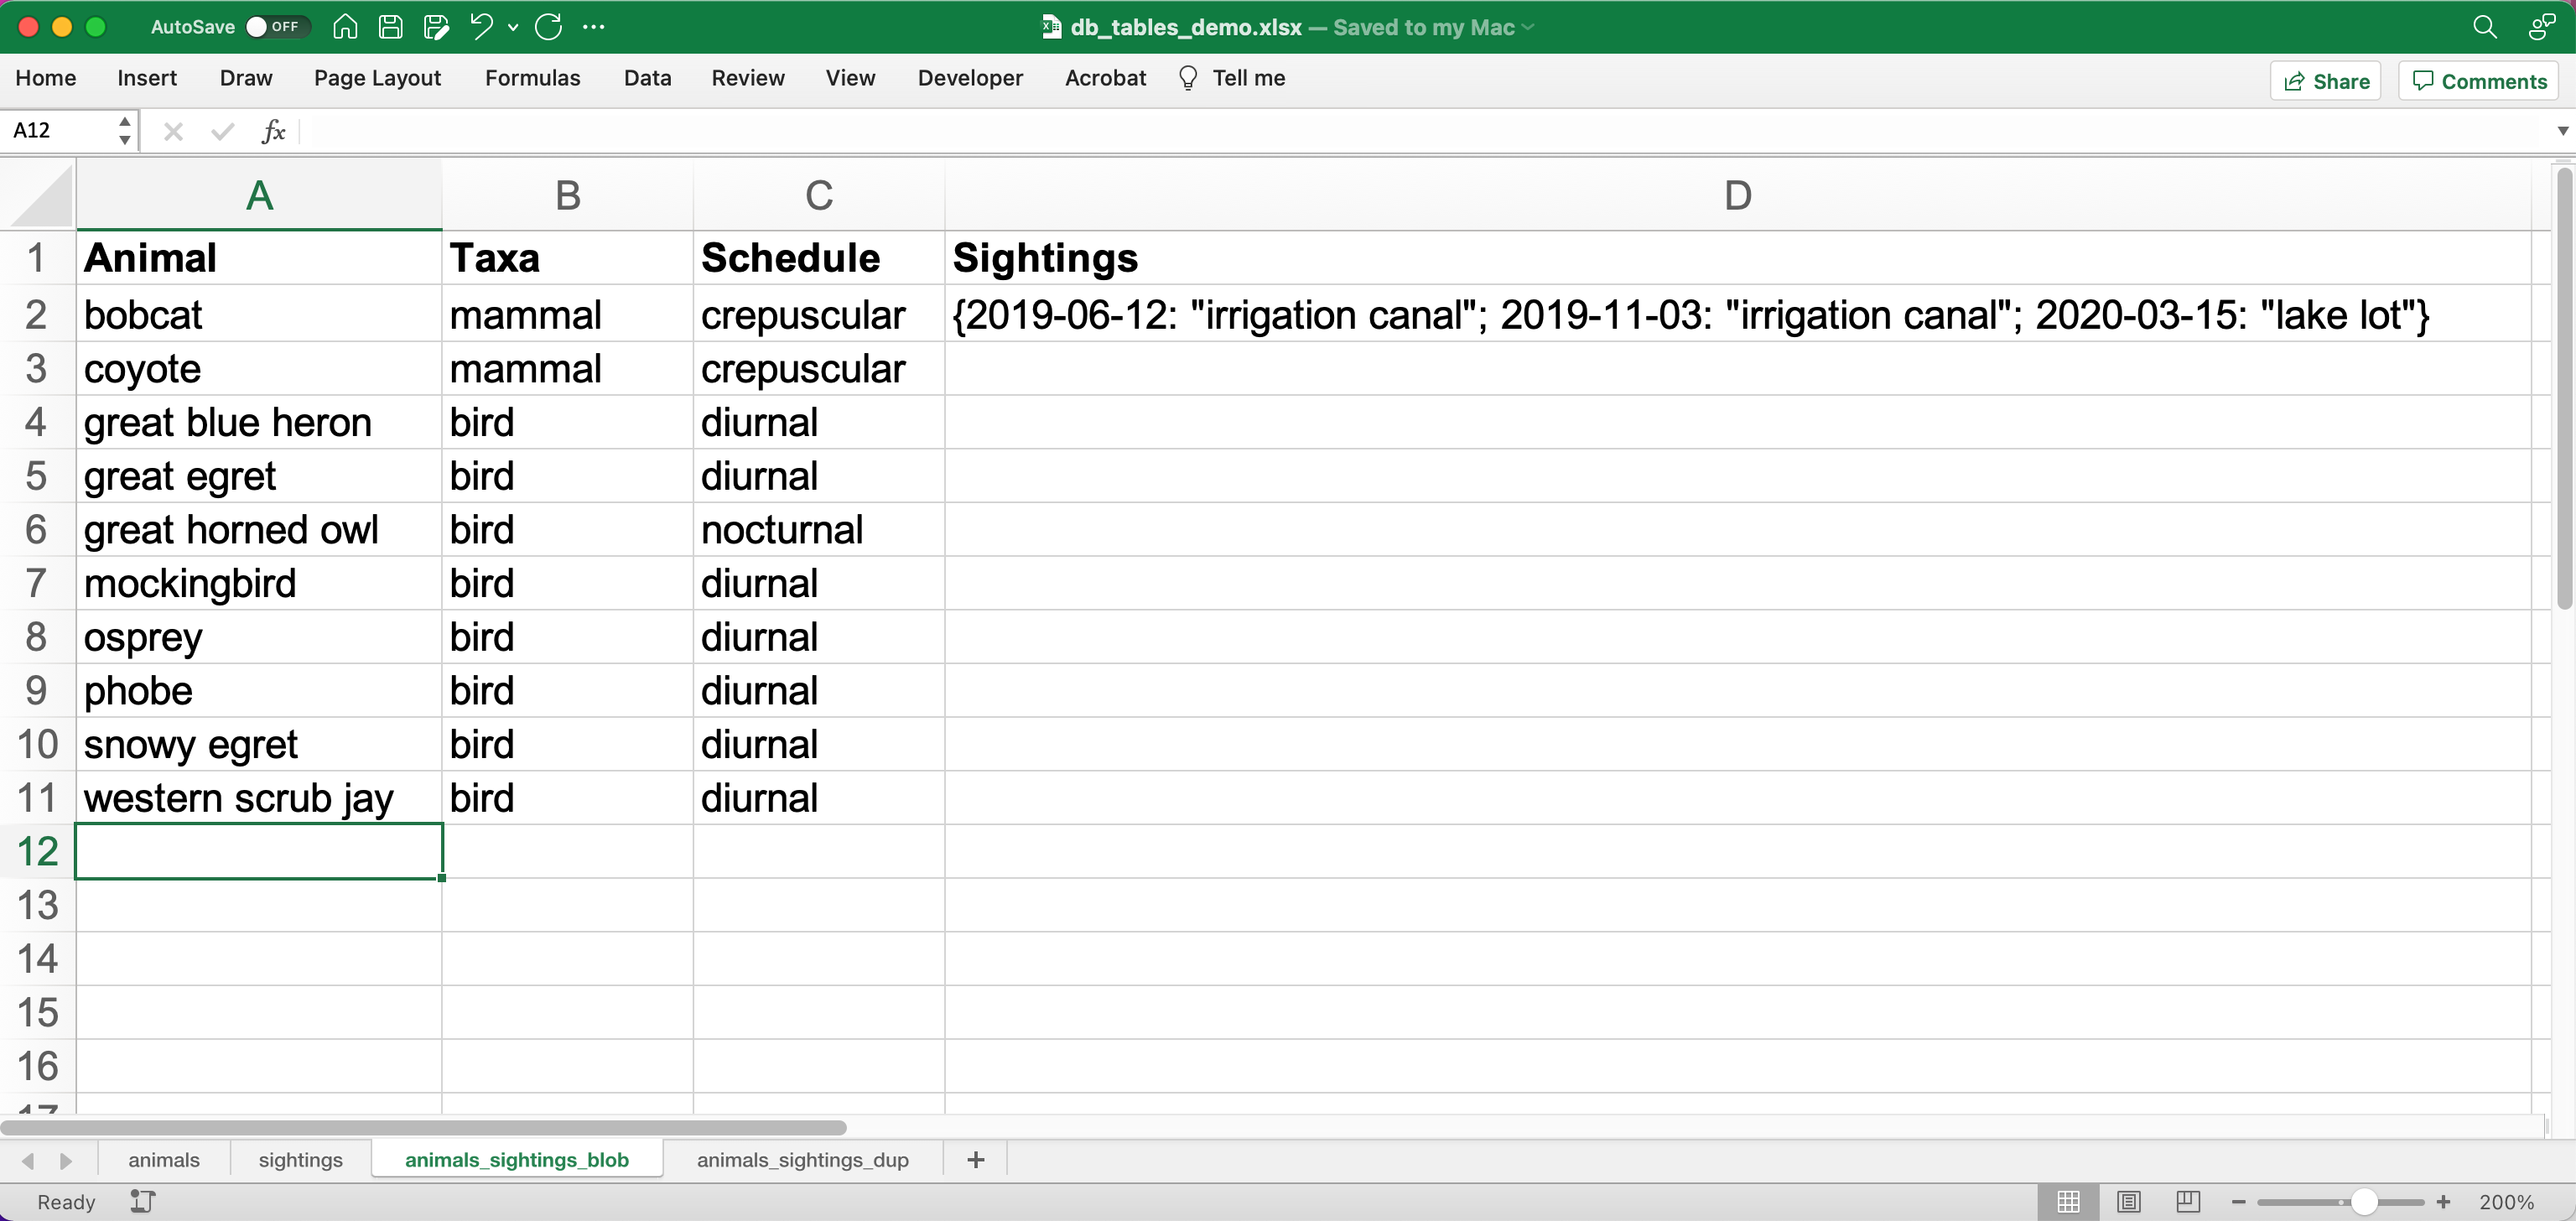 AutoSave OFF db_tables_demo.xlsx — Saved to my Mac
Home Insert Draw Page Layout Formulas Data Review View Developer Acrobat Tell me Share Comments
A12 fx
A B C D
1 Animal Taxa Schedule Sightings
2 bobcat mammal crepuscular {2019-06-12: "irrigation canal"; 2019-11-03: "irrigation canal"; 2020-03-15: "lake lot"}
3 coyote mammal crepuscular
4 great blue heron bird diurnal
5 great egret bird diurnal
6 great horned owl bird nocturnal
7 mockingbird bird diurnal
8 osprey bird diurnal
9 phobe bird diurnal
10 snowy egret bird diurnal
11 western scrub jay bird diurnal
12
13
14
15
16
17
animals sightings animals_sightings_blob animals_sightings_dup +
Ready 200%